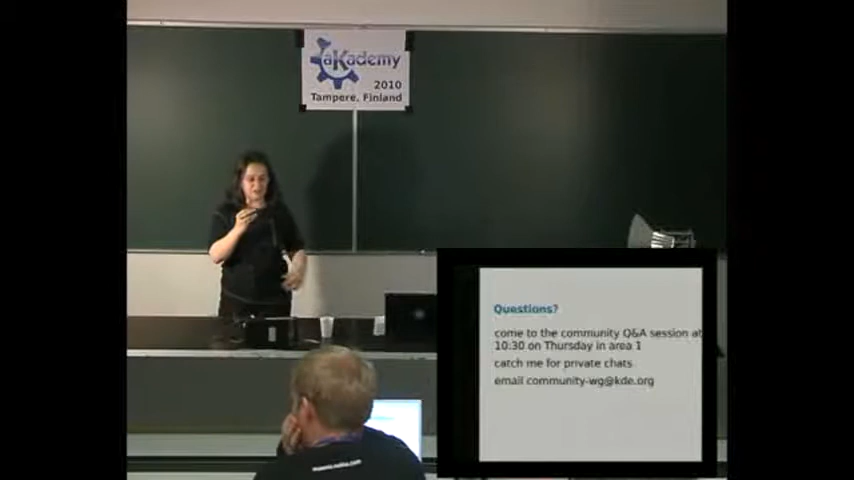 aKademy
2010
Tampere, Finland
Questions?
come to the community Q&A session at
10:30 on Thursday in area 1
catch me for private chats
email community-wg@kde.org